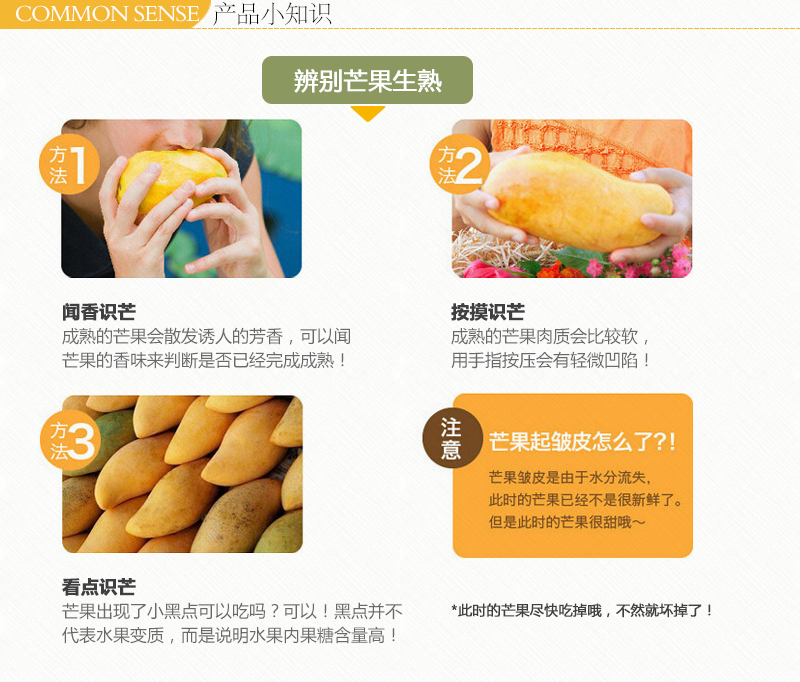 COMMON SENSE 产品小知识
辨别芒果生熟
方法1
方法2
闻香识芒
成熟的芒果会散发诱人的芳香，可以闻
芒果的香味来判断是否已经完成成熟！
按摸识芒
成熟的芒果肉质会比较软，
用手指按压会有轻微凹陷！
方法3
看点识芒
芒果出现了小黑点可以吃吗？可以！黑点并不
代表水果变质，而是说明水果内果糖含量高！
注意
芒果起皱皮怎么了?!
芒果皱皮是由于水分流失,
此时的芒果已经不是很新鲜了。
但是此时的芒果很甜哦～
*此时的芒果尽快吃掉哦，不然就坏掉了！